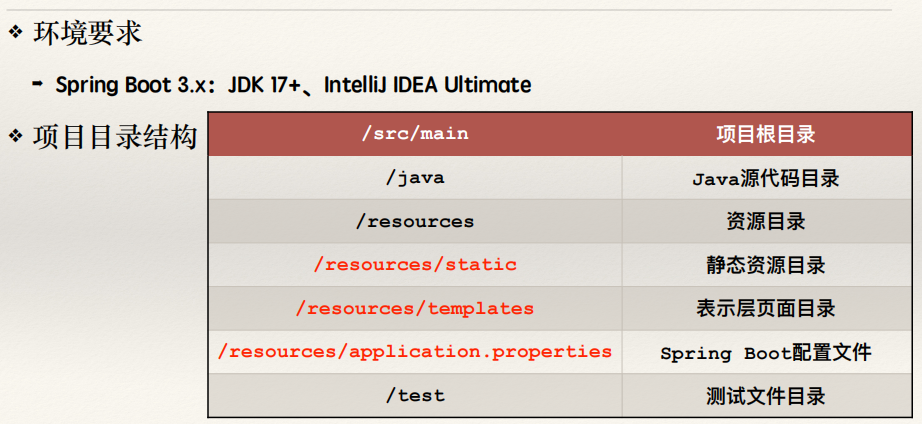 ❖ 环境要求
➡ Spring Boot 3.x：JDK 17+、IntelliJ IDEA Ultimate
❖ 项目目录结构
/src/main 项目根目录
/java Java源代码目录
/resources 资源目录
/resources/static 静态资源目录
/resources/templates 表示层页面目录
/resources/application.properties Spring Boot配置文件
/test 测试文件目录